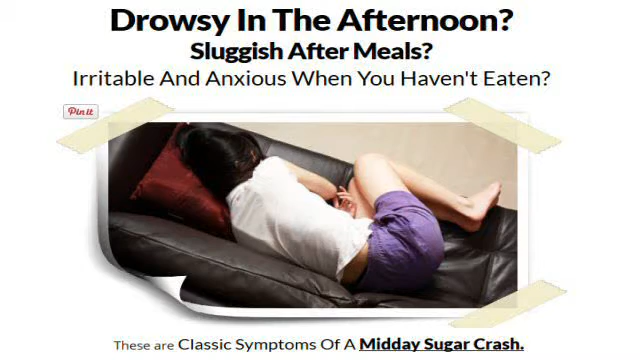 Drowsy In The Afternoon?
Sluggish After Meals?
Irritable And Anxious When You Haven't Eaten?
Pin it
These are Classic Symptoms Of A Midday Sugar Crash.